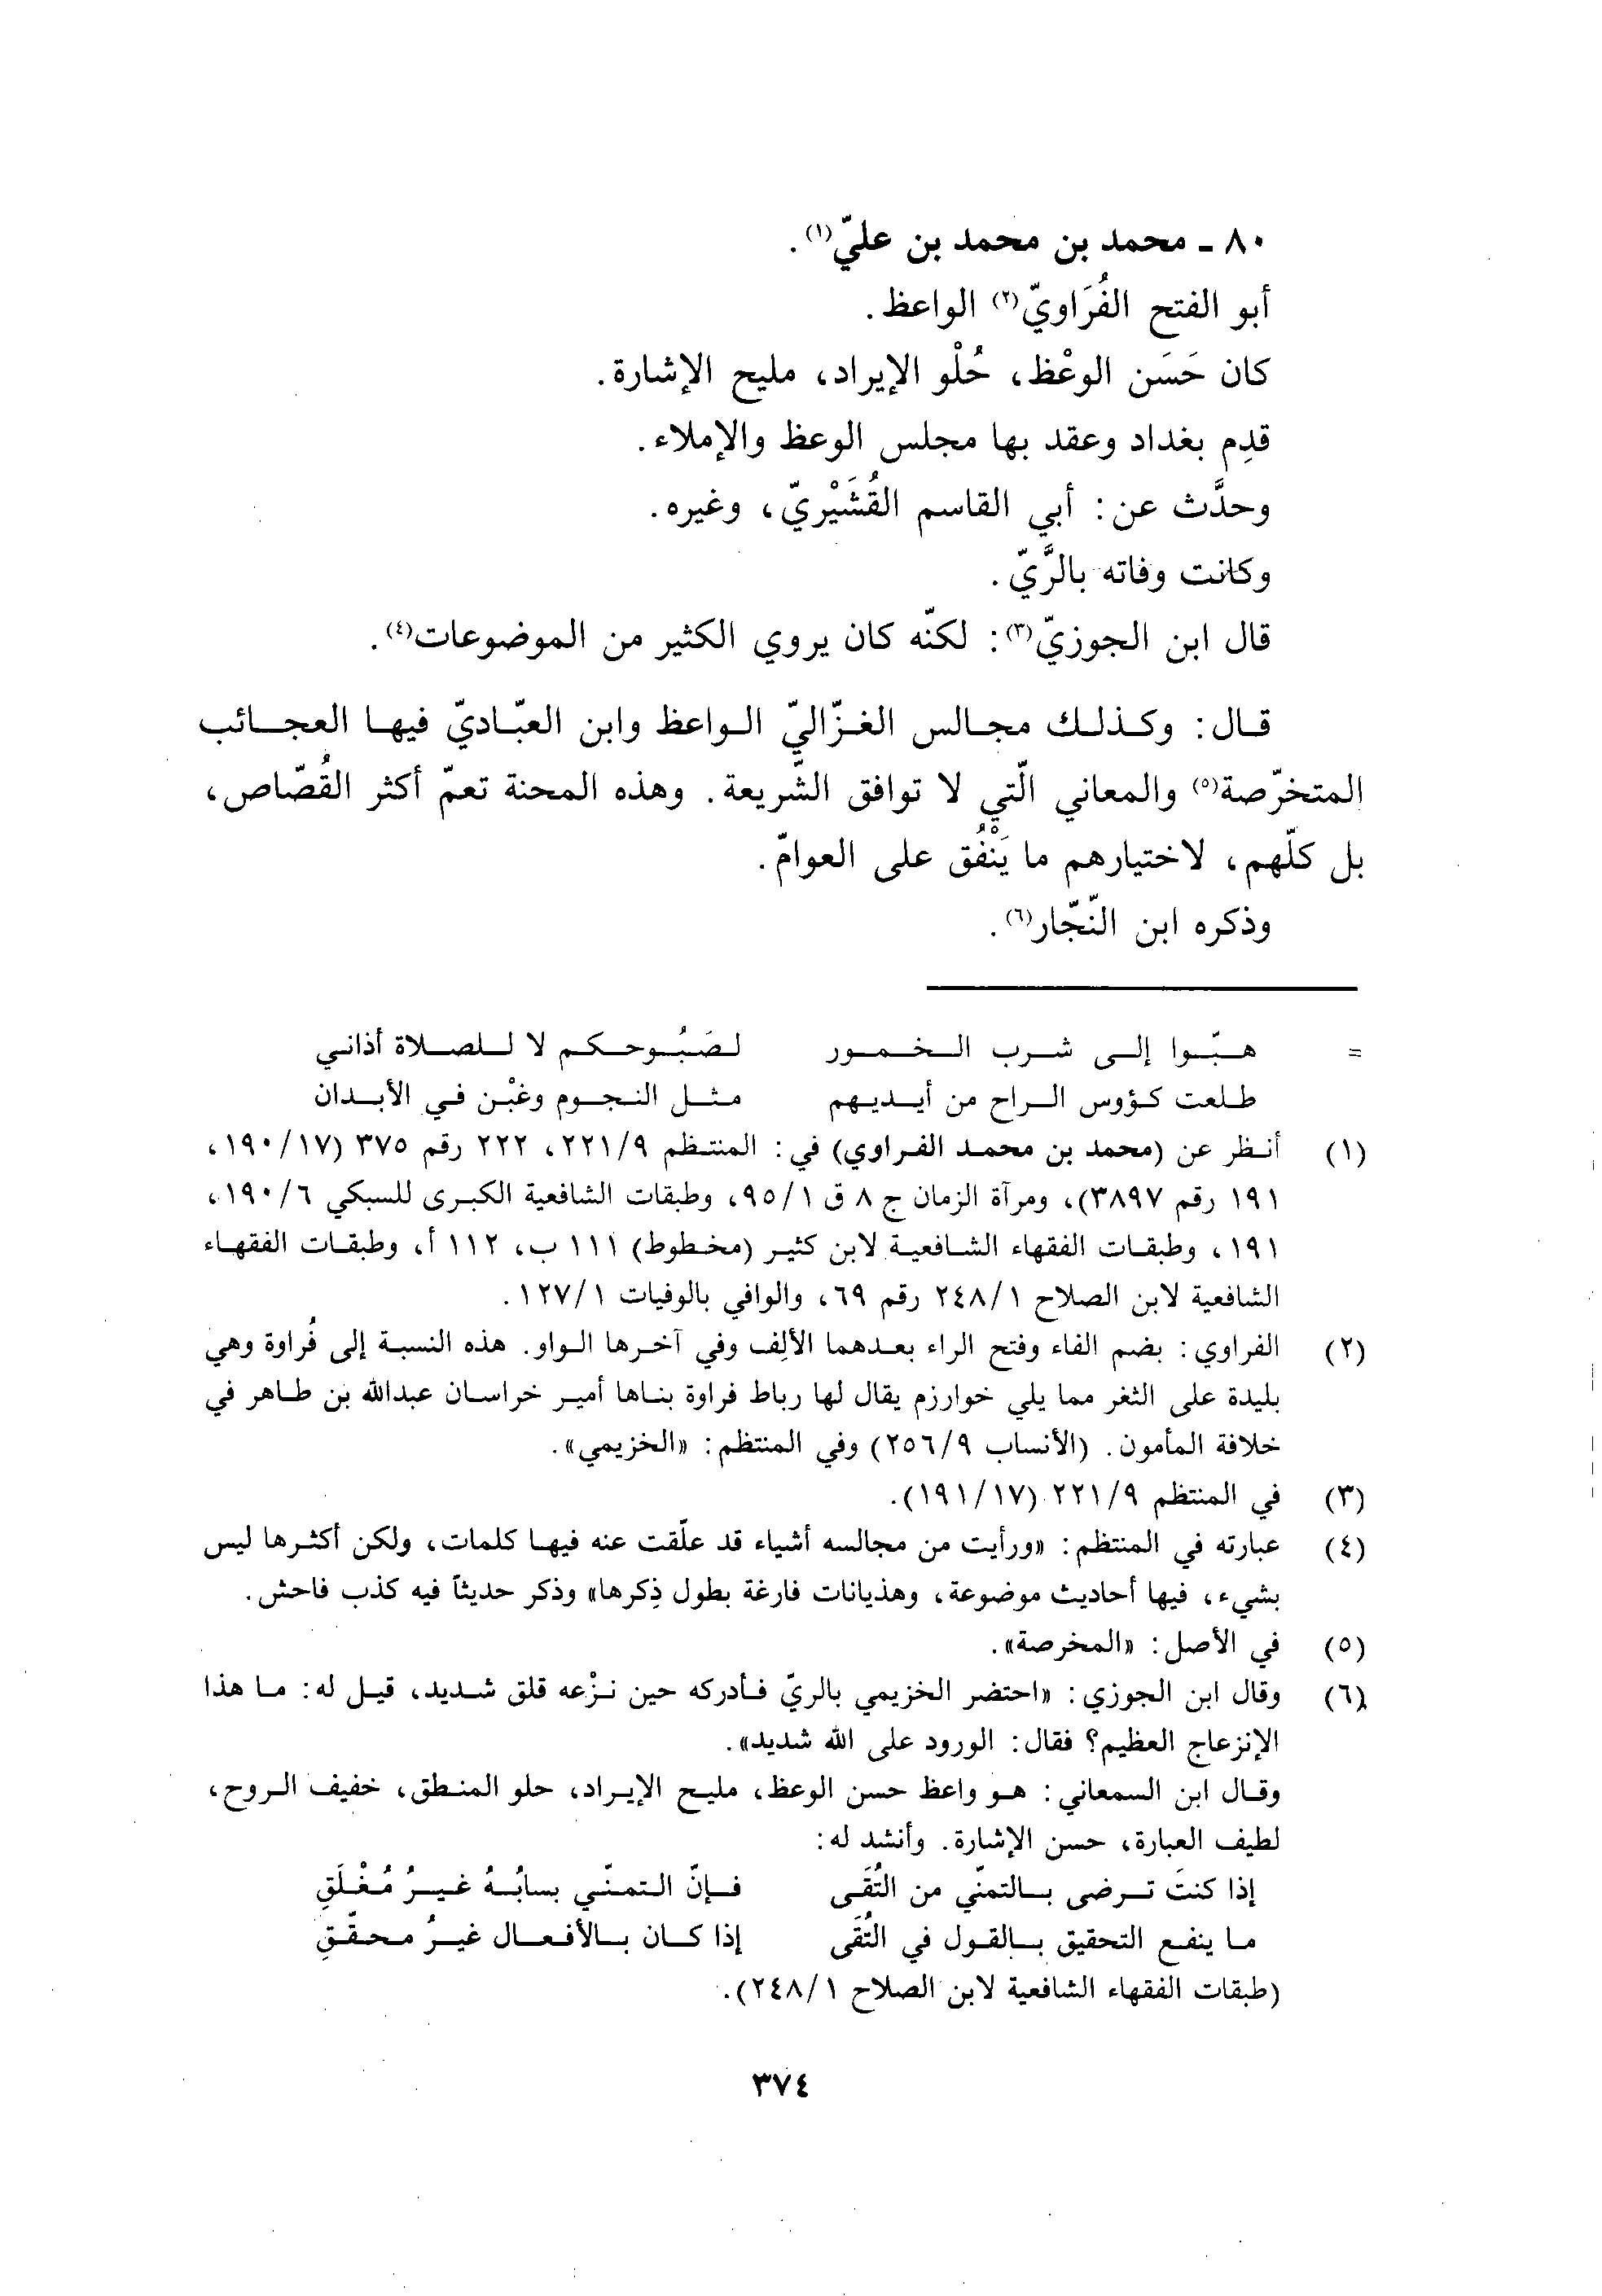 ٨٠ ـ محمد بن محمد بن عليّ(١).
أبو الفتح الفُرَاويّ(٢) الواعظ.
كان حَسَن الوعْظ، حُلْو الإيراد، مليح الإشارة.
قدِم بغداد وعقد بها مجلس الوعظ والإملاء.
وحدَّث عن: أبي القاسم القُشَيْريّ، وغيره.
وكانت وفاته بالرَّيّ.
قال ابن الجوزيّ(٣): لكنّه كان يروي الكثير من الموضوعات(٤).
قال: وكذلك مجالس الغزّاليّ الواعظ وابن العبّاديّ فيها العجائب
المتخرّصة(٥) والمعاني الّتي لا توافق الشّريعة. وهذه المحنة تعمّ أكثر القُصّاص،
بل كلّهم، لاختيارهم ما يَنْفُق على العوامّ.
وذكره ابن النّجّار(٦).
= هبّوا إلى شرب الخمور لصَبُوحكم لا للصلاة أذاني
طلعت كؤوس الراح من أيديهم مثل النجوم وغبْن في الأبدان
(١) أنظر عن (محمد بن محمد الفراوي) في: المنتظم ٢٢١/٩، ٢٢٢ رقم ٣٧٥ (١٩٠/١٧،
١٩١ رقم ٣٨٩٧)، ومرآة الزمان ج ٨ ق ٩٥/١، وطبقات الشافعية الكبرى للسبكي ١٩٠/٦،
١٩١، وطبقات الفقهاء الشافعية لابن كثير (مخطوط) ١١١ ب، ١١٢ أ، وطبقات الفقهاء
الشافعية لابن الصلاح ٢٤٨/١ رقم ٦٩، والوافي بالوفيات ١٢٧/١.
(٢) الفراوي: بضم الفاء وفتح الراء بعدهما الألِف وفي آخرها الواو. هذه النسبة إلى فُراوة وهي
بليدة على الثغر مما يلي خوارزم يقال لها رباط فراوة بناها أمير خراسان عبدالله بن طاهر في
خلافة المأمون. (الأنساب ٢٥٦/٩) وفي المنتظم: «الخزيمي».
(٣) في المنتظم ٢٢١/٩ (١٩١/١٧).
(٤) عبارته في المنتظم: «ورأيت من مجالسه أشياء قد علّقت عنه فيها كلمات، ولكن أكثرها ليس
بشيء، فيها أحاديث موضوعة، وهذيانات فارغة بطول ذِكرها» وذكر حديثاً فيه كذب فاحش.
(٥) في الأصل: «المخرصة».
(٦) وقال ابن الجوزي: «احتضر الخزيمي بالريّ فأدركه حين نزْعه قلق شديد، قيل له: ما هذا
الإنزعاج العظيم؟ فقال: الورود على الله شديد».
وقال ابن السمعاني: هو واعظ حسن الوعظ، مليح الإيراد، حلو المنطق، خفيف الروح،
لطيف العبارة، حسن الإشارة. وأنشد له:
إذا كنتَ ترضى بالتمنّي من التُقَى فإنّ التمنّي بسابُهُ غيرُ مُغْلَقِ
ما ينفع التحقيق بالقول في التُقَى إذا كان بالأفعال غيرُ محقّقِ
(طبقات الفقهاء الشافعية لابن الصلاح ٢٤٨/١).
٣٧٤